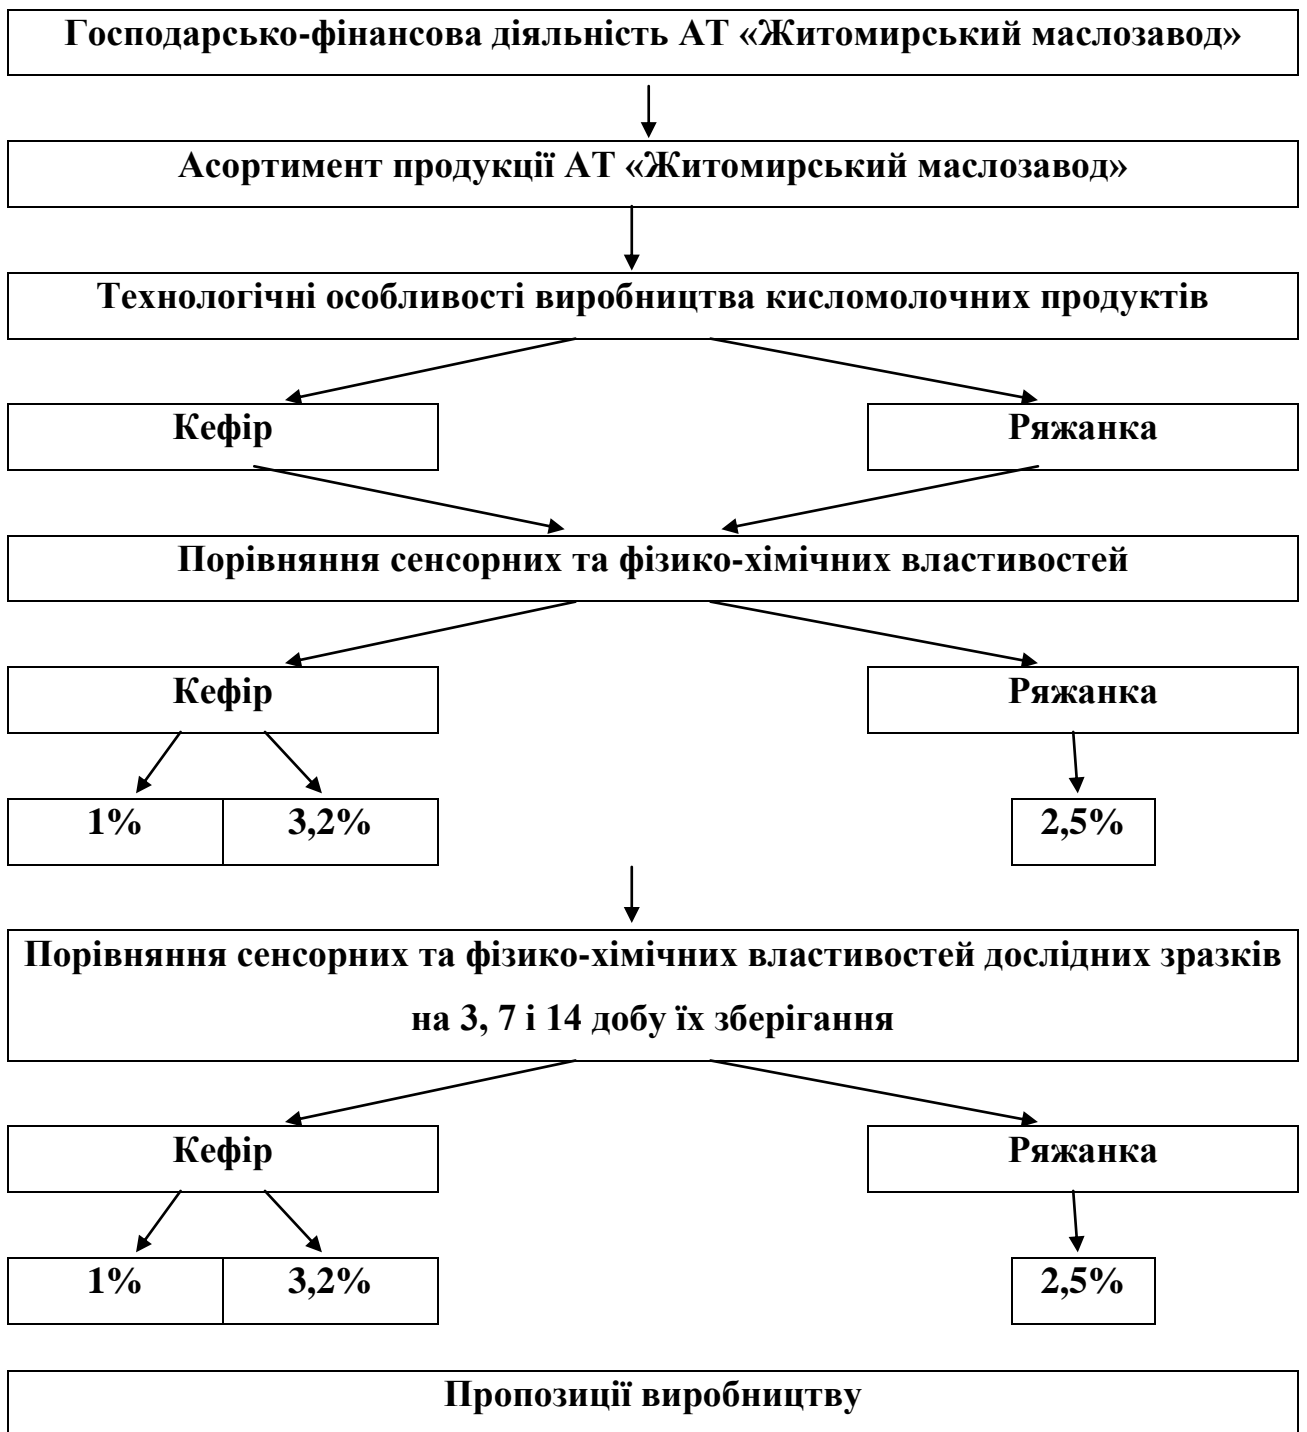 Господарсько-фінансова діяльність АТ «Житомирський маслозавод»
Асортимент продукції АТ «Житомирський маслозавод»
Технологічні особливості виробництва кисломолочних продуктів
Кефір
Ряжанка
Порівняння сенсорних та фізико-хімічних властивостей
Кефір
Ряжанка
1%
3,2%
2,5%
Порівняння сенсорних та фізико-хімічних властивостей дослідних зразків
на 3, 7 і 14 добу їх зберігання
Кефір
Ряжанка
1%
3,2%
2,5%
Пропозиції виробництву